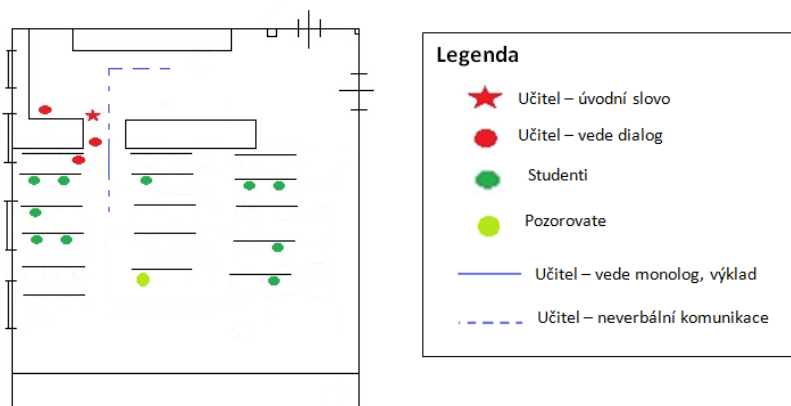 Legenda
Učitel – úvodní slovo
Učitel – vede dialog
Studenti
Pozorovate
Učitel – vede monolog, výklad
Učitel – neverbální komunikace